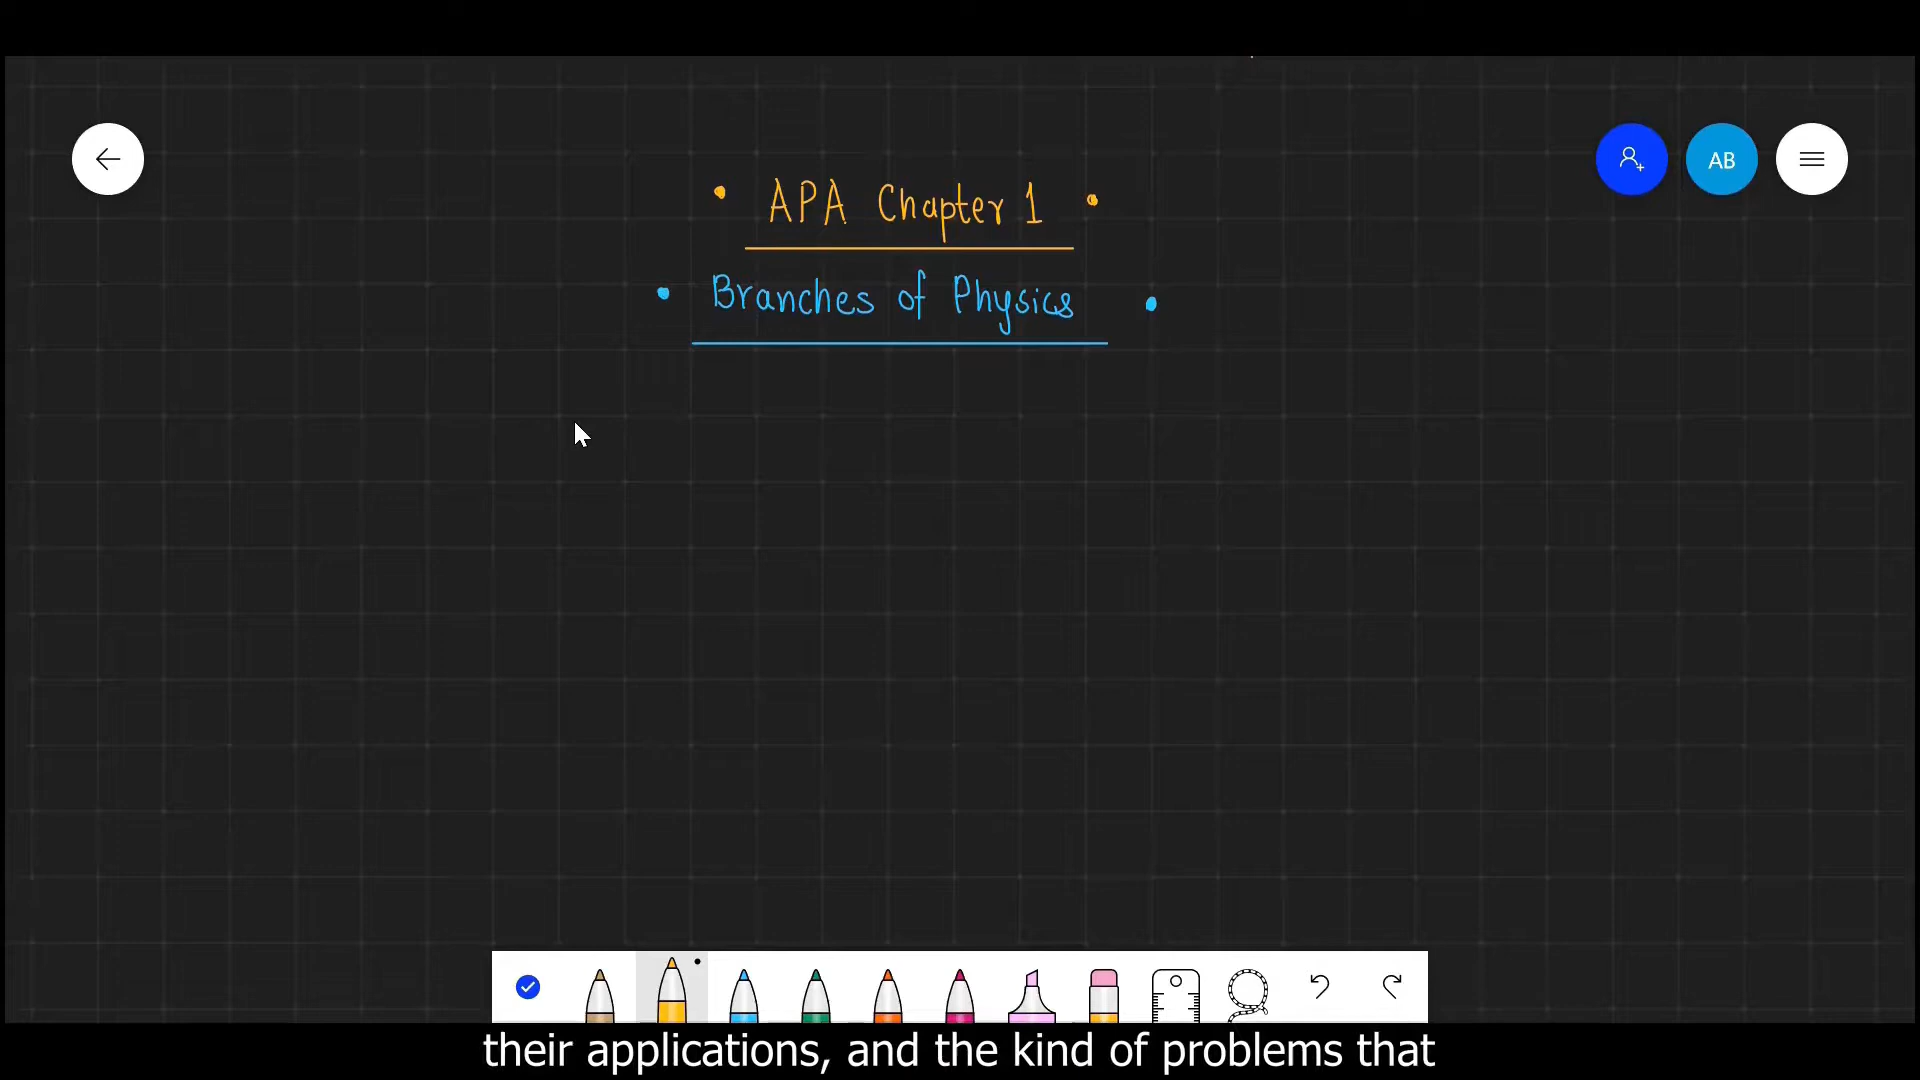 • APA Chapter 1 •
AB
• Branches of Physics •
their applications, and the kind of problems that